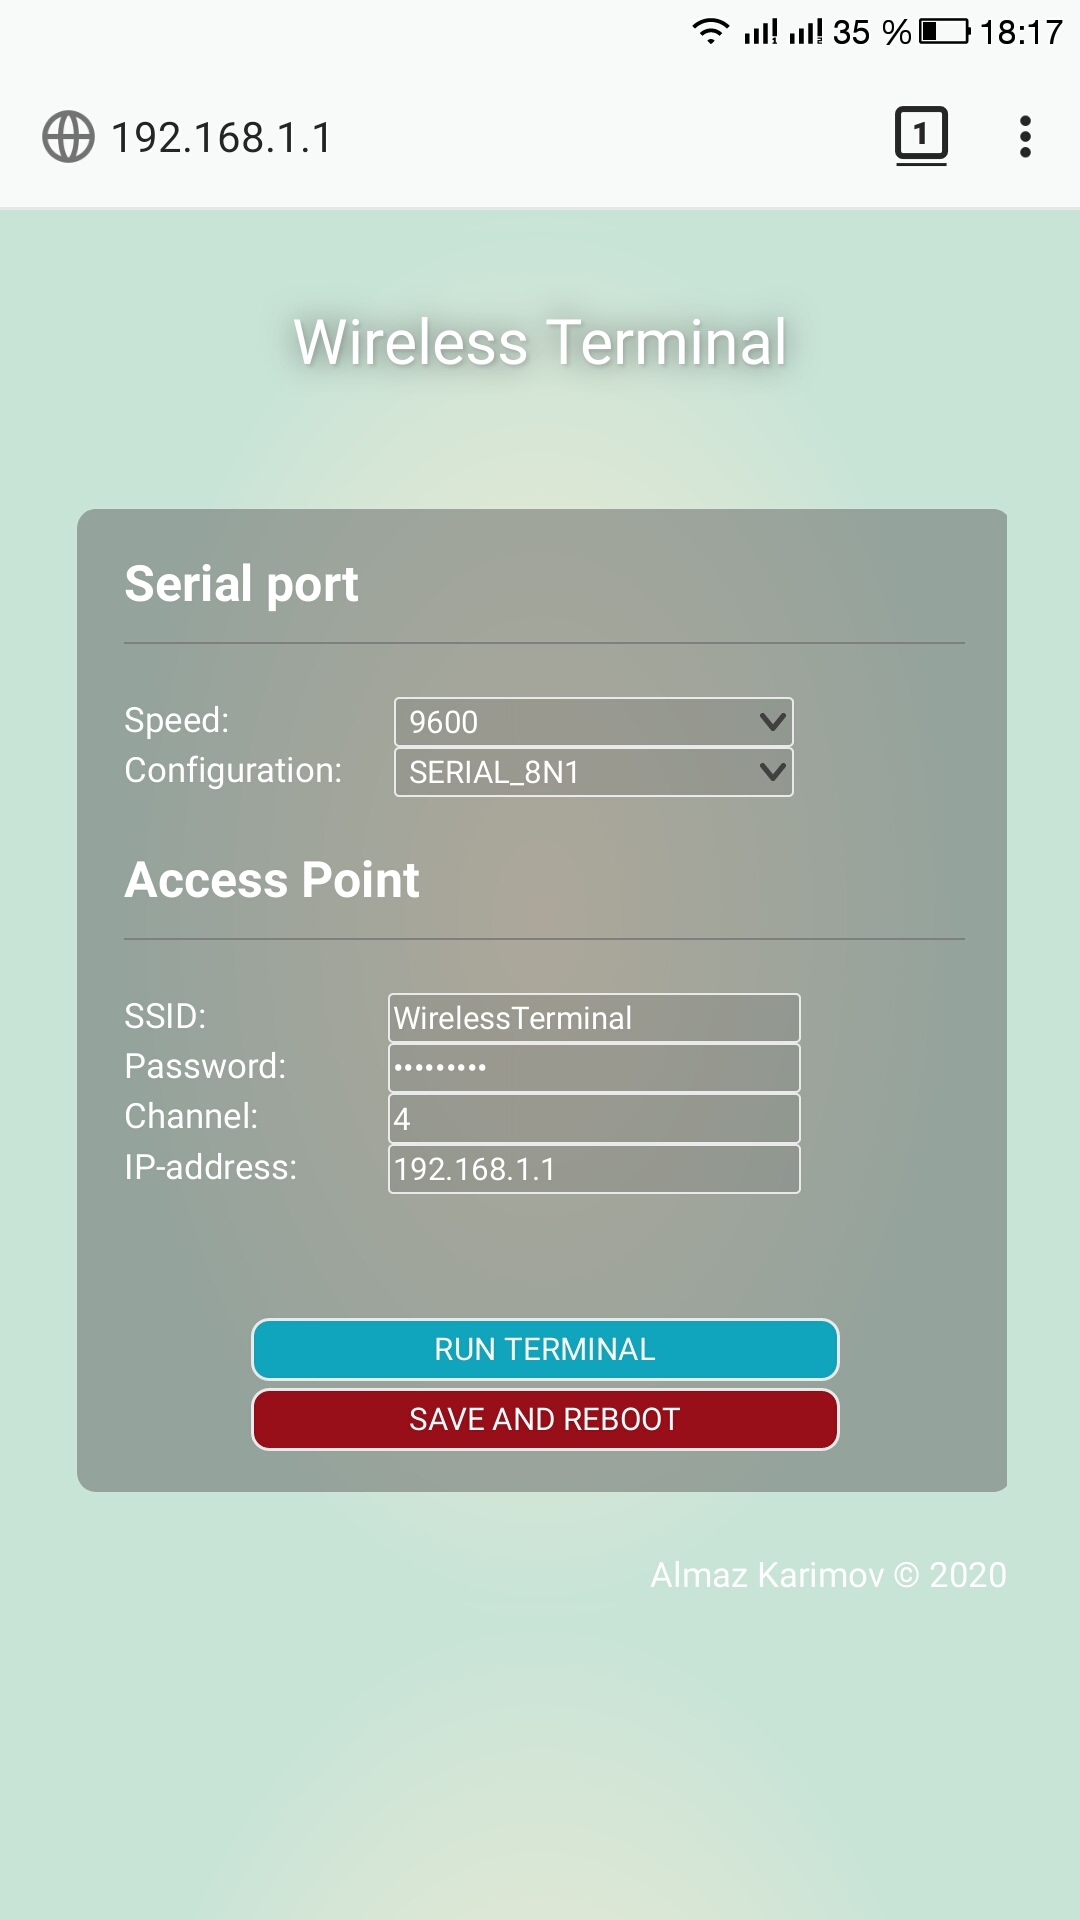 35 % 18:17
192.168.1.1 1
Wireless Terminal
Serial port
Speed: 9600
Configuration: SERIAL_8N1
Access Point
SSID: WirelessTerminal
Password: •••••••••
Channel: 4
IP-address: 192.168.1.1
RUN TERMINAL
SAVE AND REBOOT
Almaz Karimov © 2020